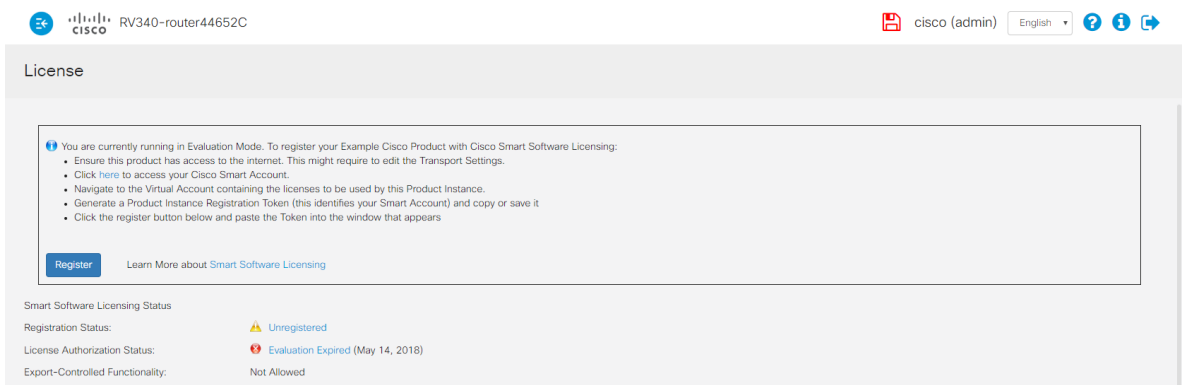 CISCO RV340-router44652C cisco (admin) English
License
You are currently running in Evaluation Mode. To register your Example Cisco Product with Cisco Smart Software Licensing:
• Ensure this product has access to the internet. This might require to edit the Transport Settings.
• Click here to access your Cisco Smart Account.
• Navigate to the Virtual Account containing the licenses to be used by this Product Instance.
• Generate a Product Instance Registration Token (this identifies your Smart Account) and copy or save it
• Click the register button below and paste the Token into the window that appears
Register Learn More about Smart Software Licensing
Smart Software Licensing Status
Registration Status: Unregistered
License Authorization Status: Evaluation Expired (May 14, 2018)
Export-Controlled Functionality: Not Allowed